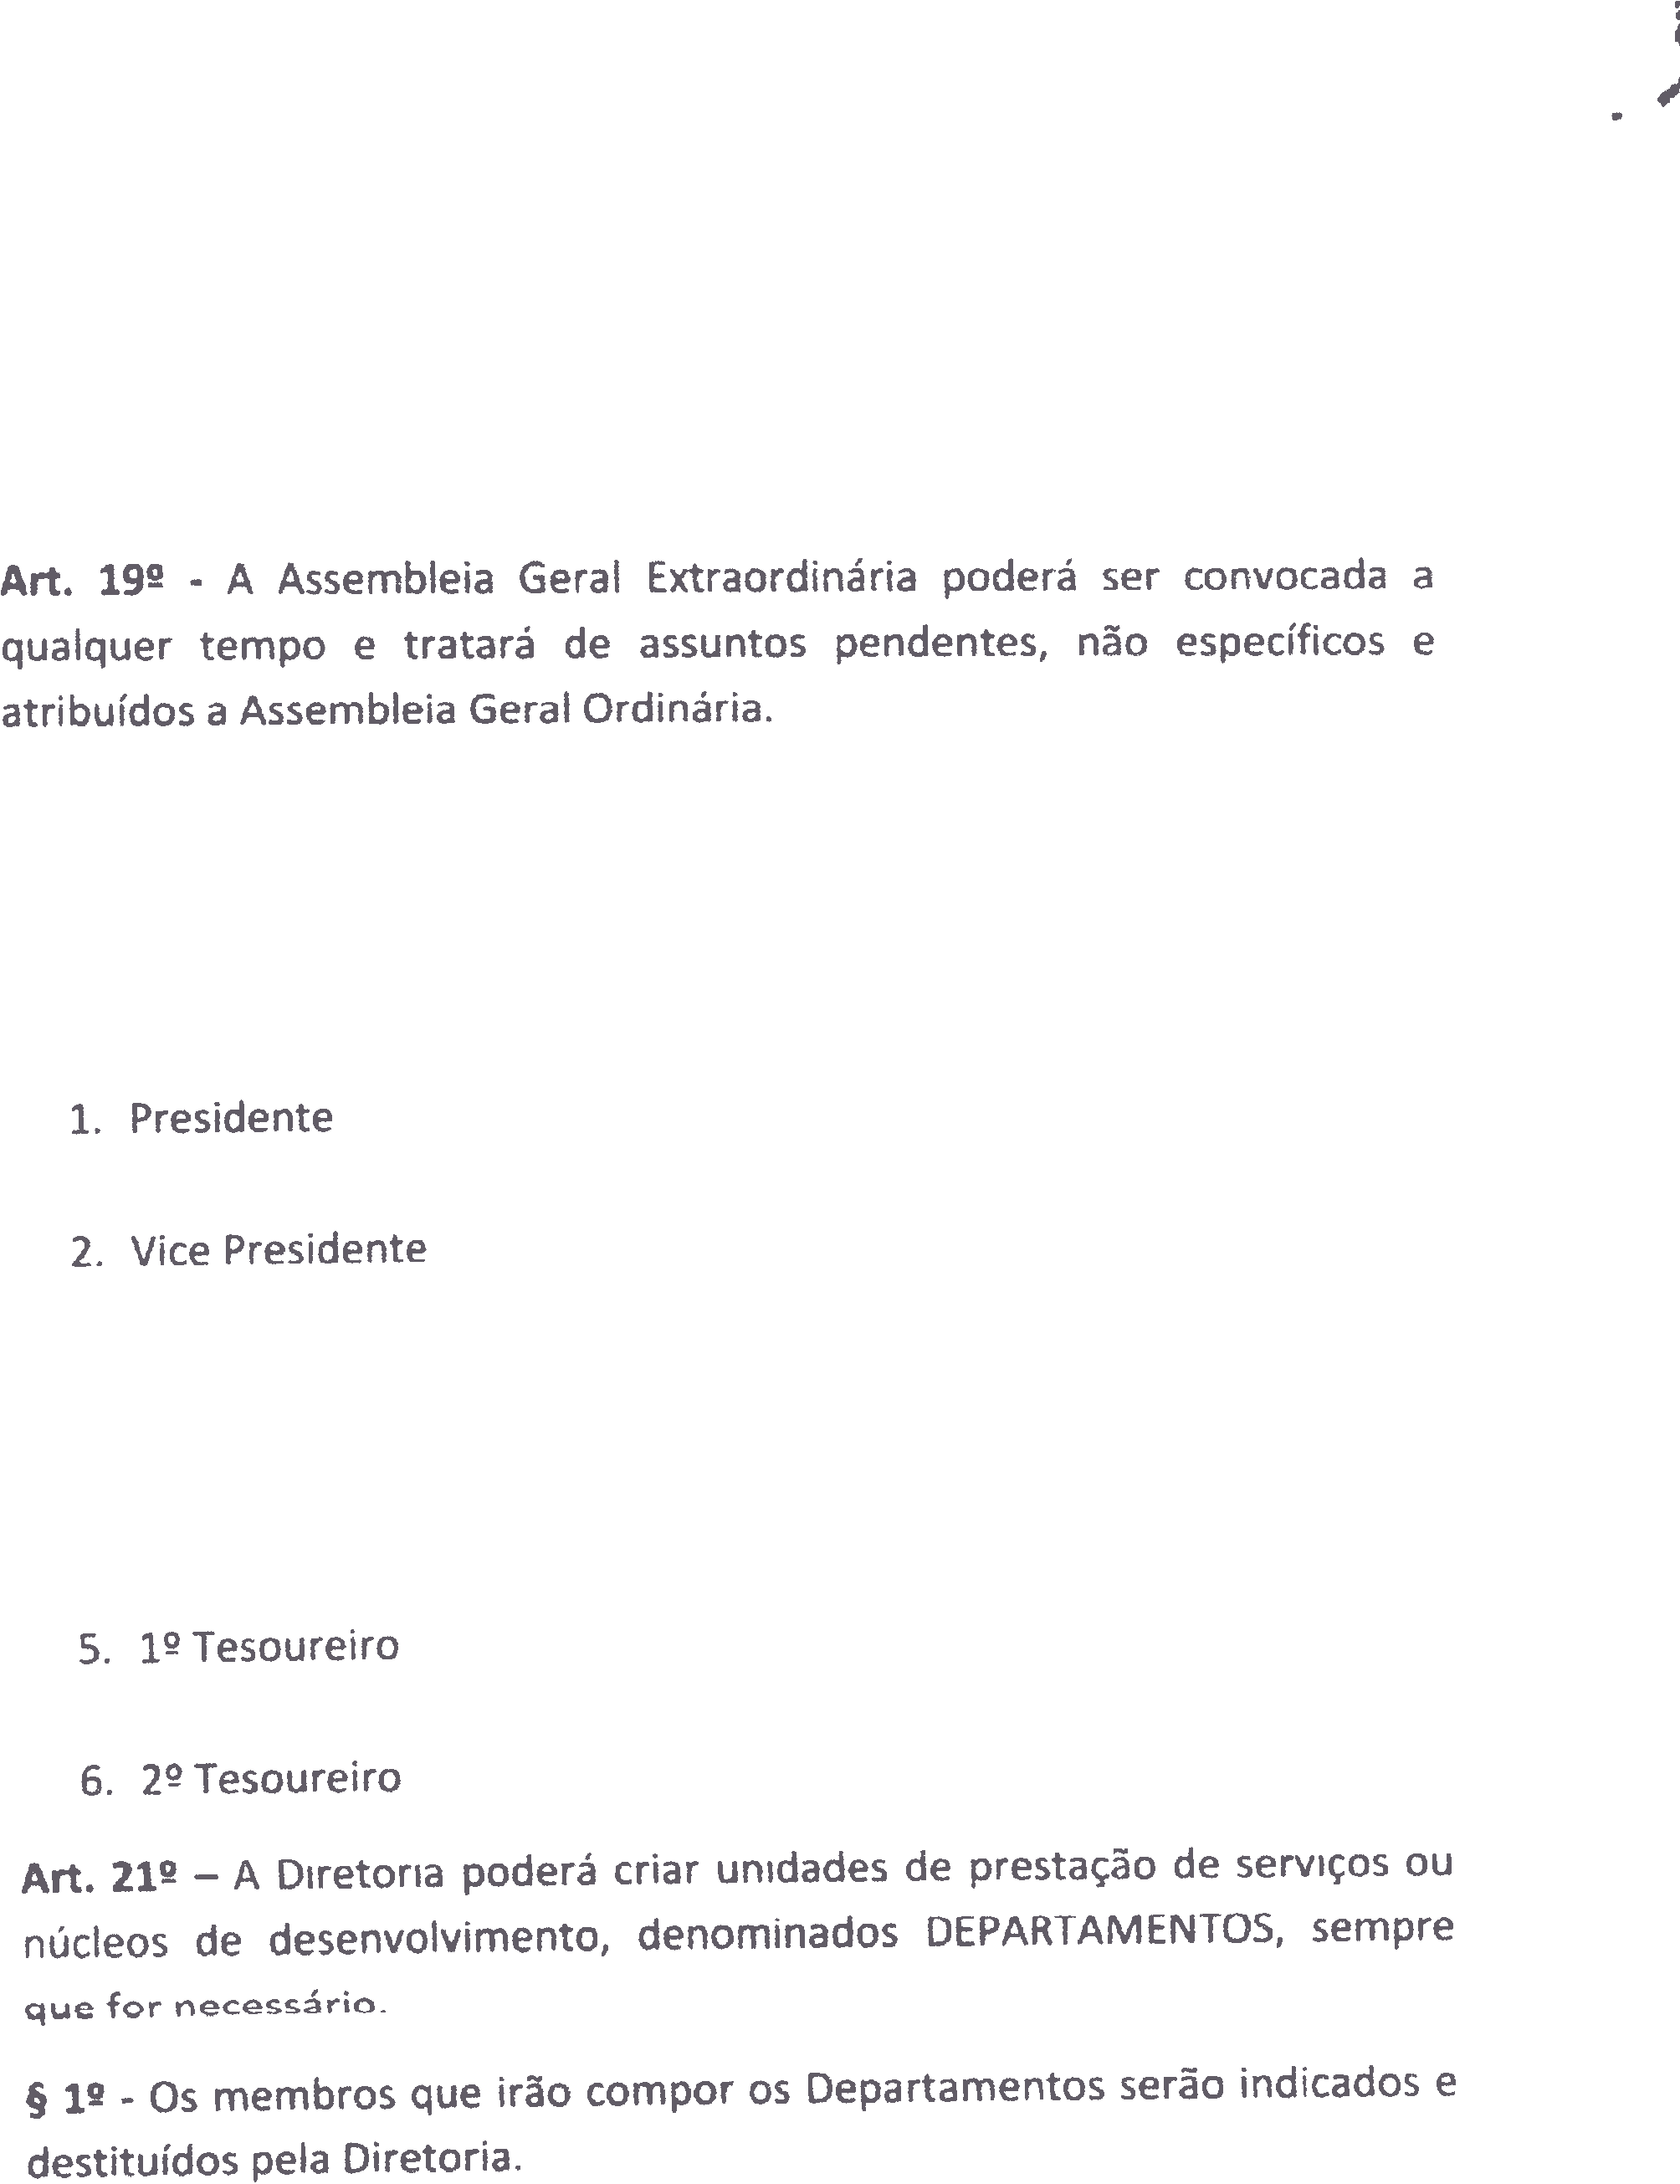 Art. 19º - A Assembleia Geral Extraordinária poderá ser convocada a
qualquer tempo e tratará de assuntos pendentes, não específicos e
atribuídos a Assembleia Geral Ordinária.
1. Presidente
2. Vice Presidente
5. 1º Tesoureiro
6. 2º Tesoureiro
Art. 21º – A Diretoria poderá criar unidades de prestação de serviços ou
núcleos de desenvolvimento, denominados DEPARTAMENTOS, sempre
que for necessário.
§ 1º - Os membros que irão compor os Departamentos serão indicados e
destituídos pela Diretoria.